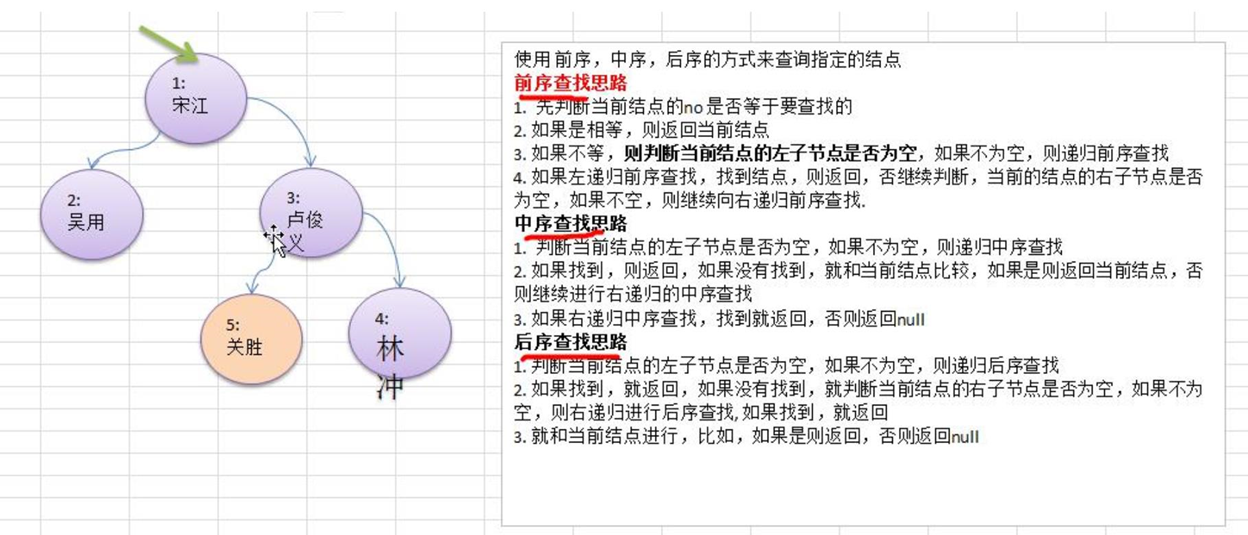 1:
宋江
2:
吴用
3:
卢俊
义
5:
关胜
4:
林
冲
使用前序，中序，后序的方式来查询指定的结点
前序查找思路
1. 先判断当前结点的no是否等于要查找的
2. 如果是相等，则返回当前结点
3. 如果不等，则判断当前结点的左子节点是否为空，如果不为空，则递归前序查找
4. 如果左递归前序查找，找到结点，则返回，否继续判断，当前的结点的右子节点是否
为空，如果不空，则继续向右递归前序查找.
中序查找思路
1. 判断当前结点的左子节点是否为空，如果不为空，则递归中序查找
2. 如果找到，则返回，如果没有找到，就和当前结点比较，如果是则返回当前结点，否
则继续进行右递归的中序查找
3. 如果右递归中序查找，找到就返回，否则返回null
后序查找思路
1. 判断当前结点的左子节点是否为空，如果不为空，则递归后序查找
2. 如果找到，就返回，如果没有找到，就判断当前结点的右子节点是否为空，如果不为
空，则右递归进行后序查找,如果找到，就返回
3. 就和当前结点进行，比如，如果是则返回，否则返回null